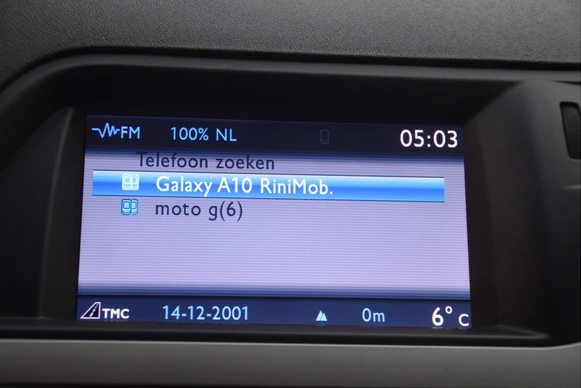 FM 100% NL 05:03
Telefoon zoeken
Galaxy A10 RiniMob.
moto g(6)
TMC 14-12-2001 0m 6° C